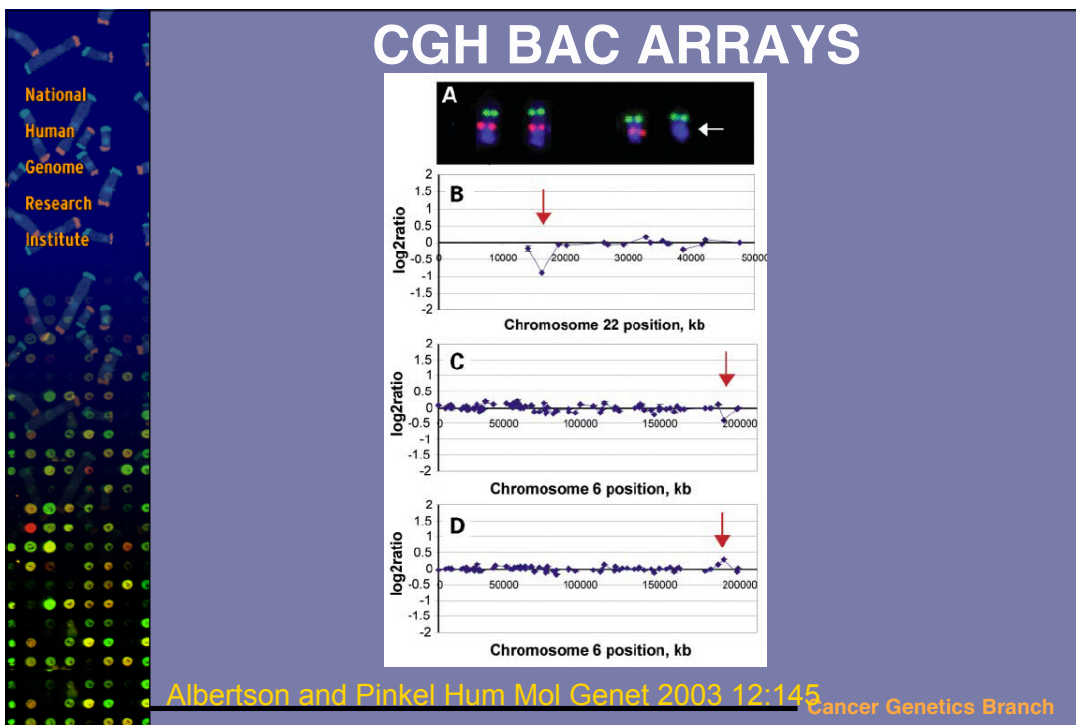 CGH BAC ARRAYS
National
Human
Genome
Research
Institute
A
B
2
1.5
1
0.5
0
-0.5
-1
-1.5
-2
log2ratio
0 10000 20000 30000 40000 50000
Chromosome 22 position, kb
C
2
1.5
1
0.5
0
-0.5
-1
-1.5
-2
log2ratio
0 50000 100000 150000 200000
Chromosome 6 position, kb
D
2
1.5
1
0.5
0
-0.5
-1
-1.5
-2
log2ratio
0 50000 100000 150000 200000
Chromosome 6 position, kb
Albertson and Pinkel Hum Mol Genet 2003 12:145
Cancer Genetics Branch